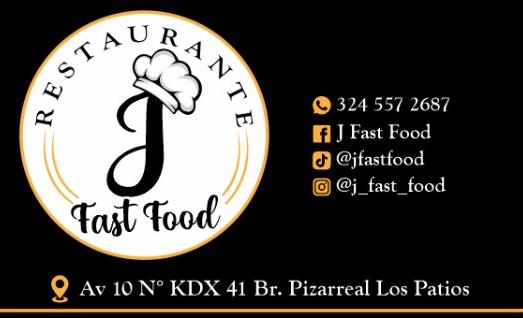 RESTAURANTE
J
Fast Food
324 557 2687
J Fast Food
@jfastfood
@j_fast_food
Av 10 N° KDX 41 Br. Pizarreal Los Patios